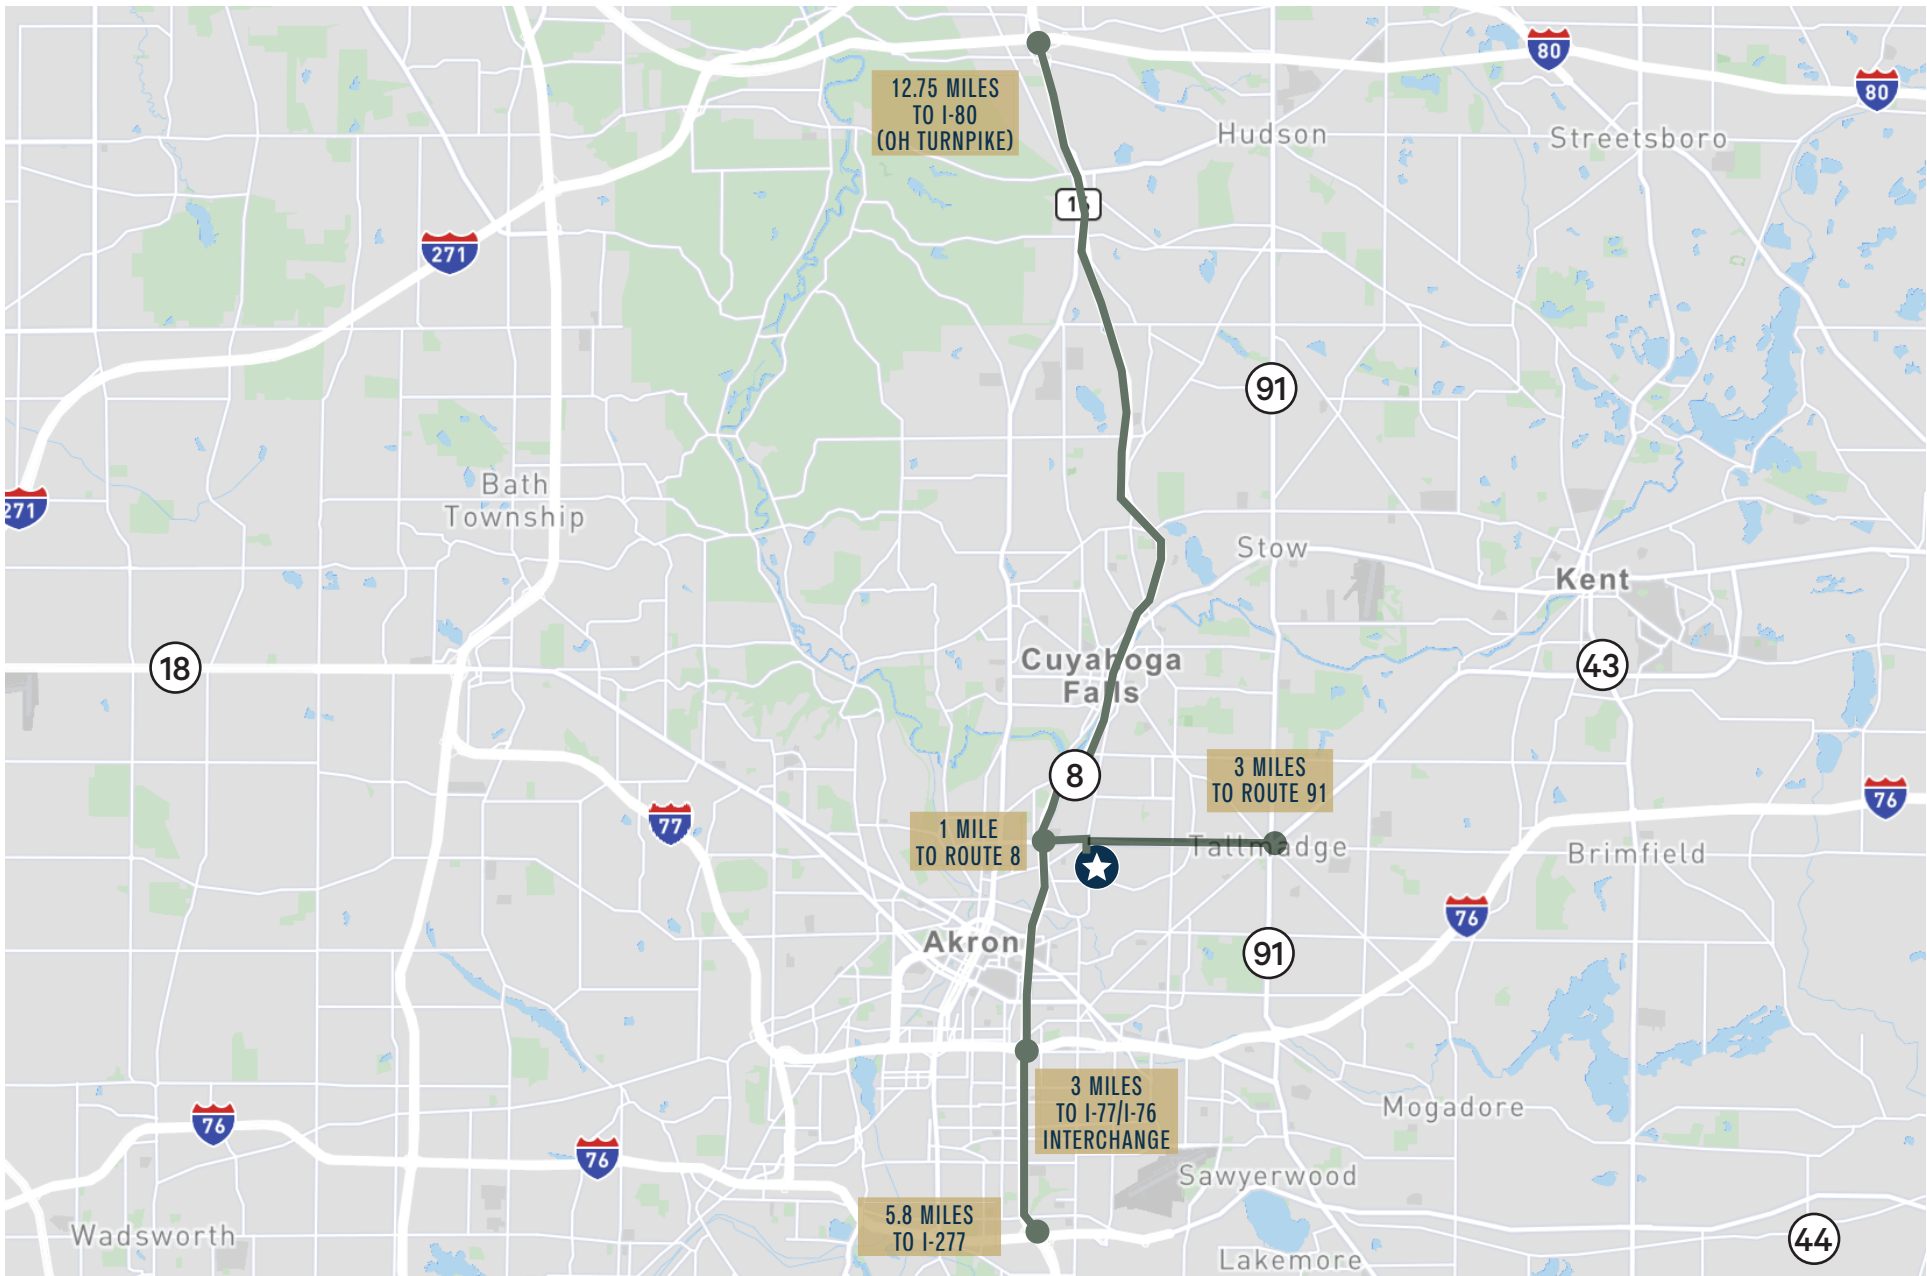 80
80
12.75 MILES
TO I-80
(OH TURNPIKE)
Hudson
Streetsboro
271
91
Bath
Township
271
Stow
Kent
18
Cuyahoga
Falls
43
8
3 MILES
TO ROUTE 91
76
77
1 MILE
TO ROUTE 8
Tallmadge
Brimfield
76
Akron
91
3 MILES
TO I-77/I-76
INTERCHANGE
Mogadore
76
76
Sawyerwood
5.8 MILES
TO I-277
Wadsworth
44
Lakemore